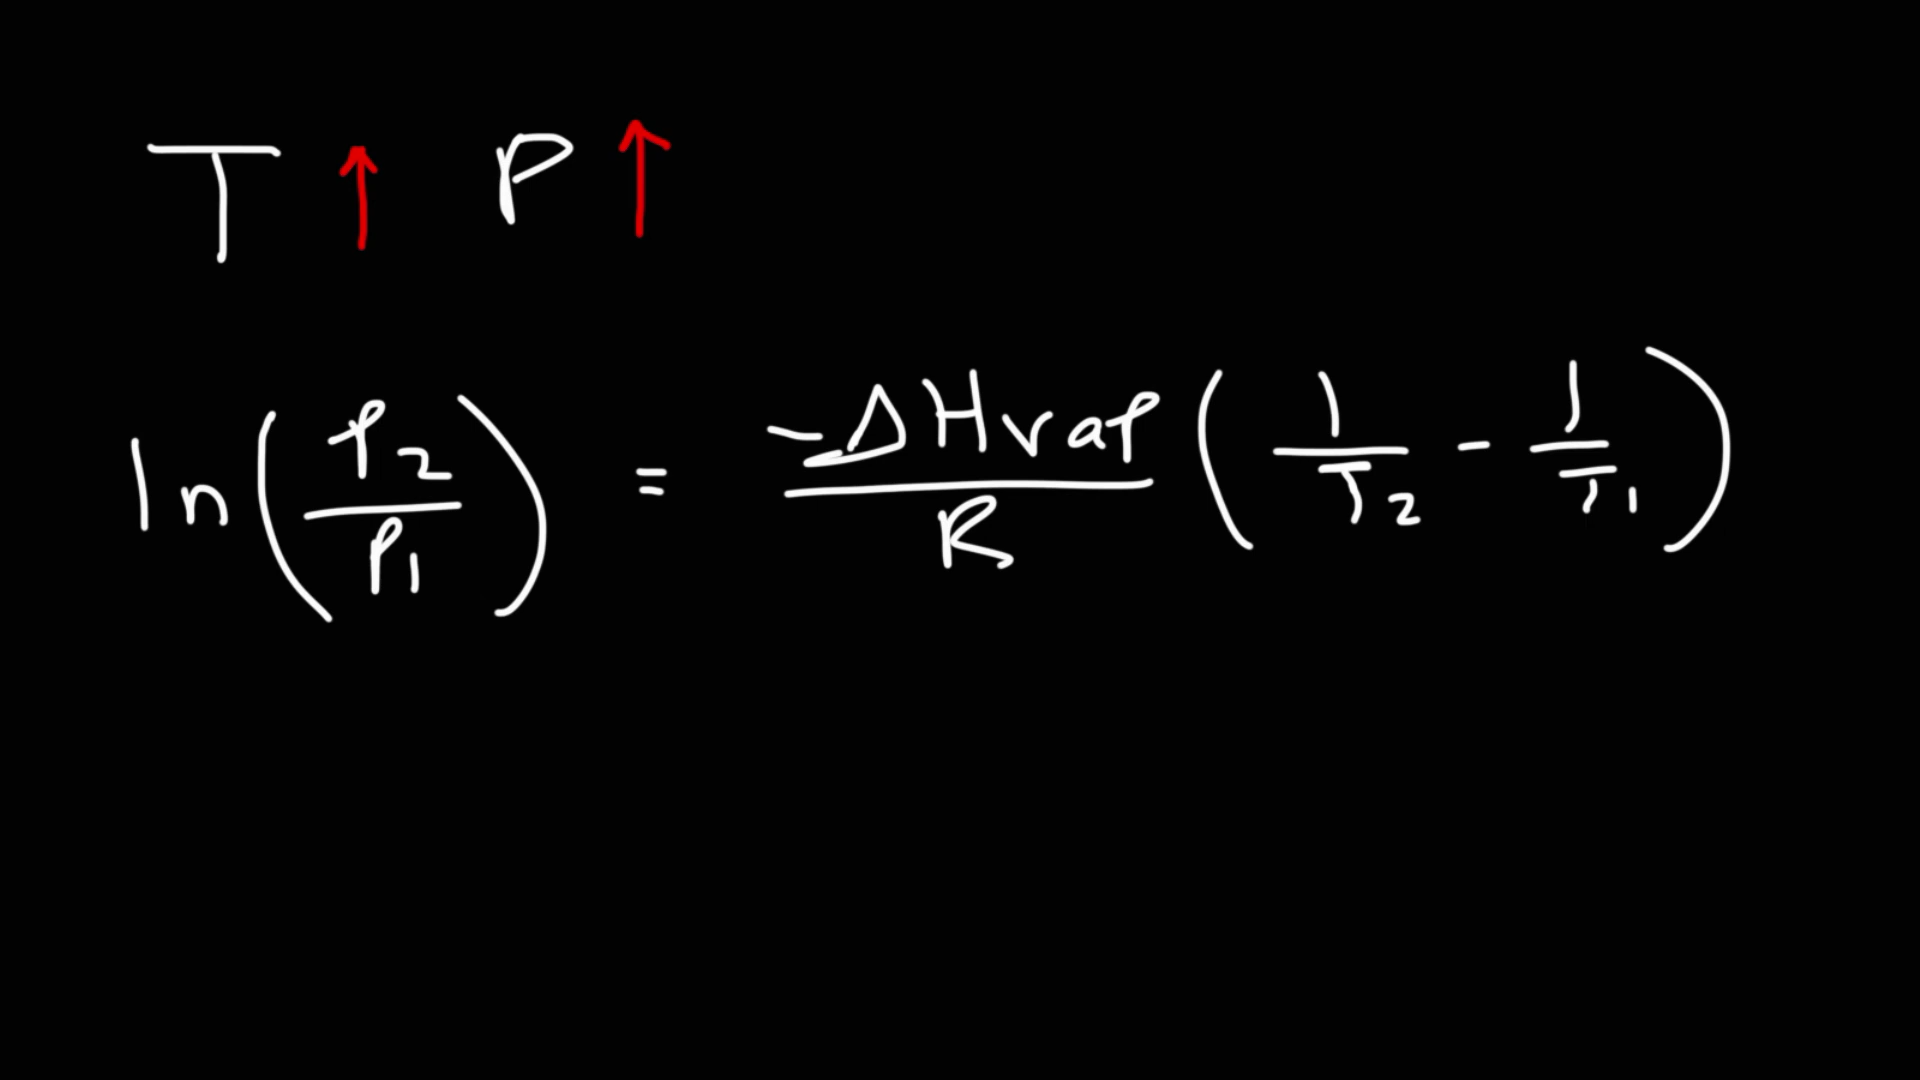 T ↑ P ↑
ln(P₂/P₁) = -ΔHvap/R (1/T₂ - 1/T₁)